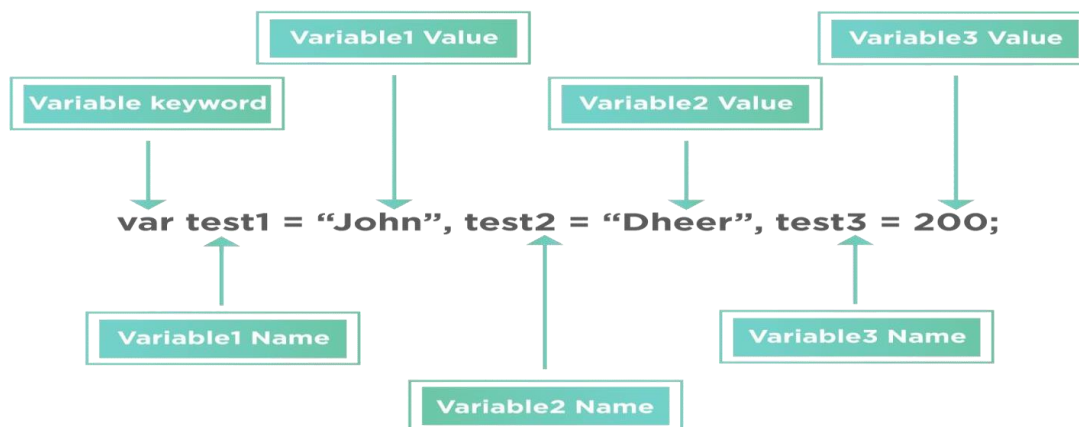 Variable1 Value
Variable3 Value
Variable keyword
Variable2 Value
var test1 = “John”, test2 = “Dheer”, test3 = 200;
Variable1 Name
Variable3 Name
Variable2 Name